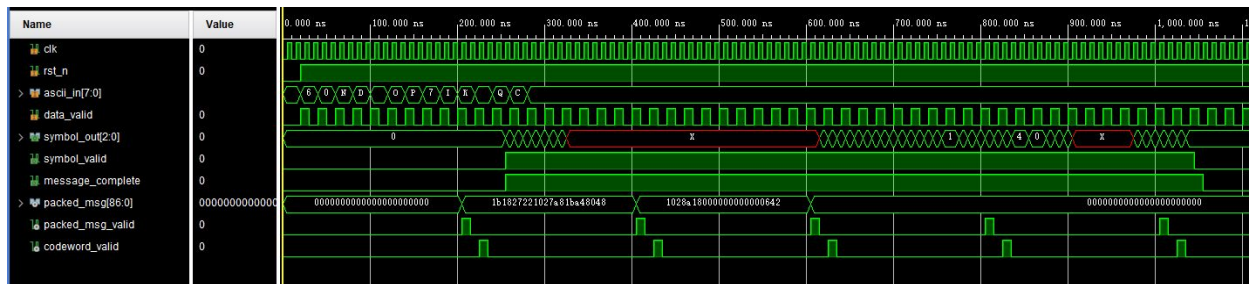 Name Value 0.000 ns 100.000 ns 200.000 ns 300.000 ns 400.000 ns 500.000 ns 600.000 ns 700.000 ns 800.000 ns 900.000 ns 1,000.000 ns
clk 0
rst_n 0
ascii_in[7:0] 6 0 N D O P 7 I K Q C
data_valid 0
symbol_out[2:0] 0 0 X 1 4 0 X
symbol_valid 0
message_complete 0
packed_msg[86:0] 0000000000000 0000000000000000000000 1b1827221027a81ba48048 1028a18000000000000642 0000000000000000000000
packed_msg_valid 0
codeword_valid 0